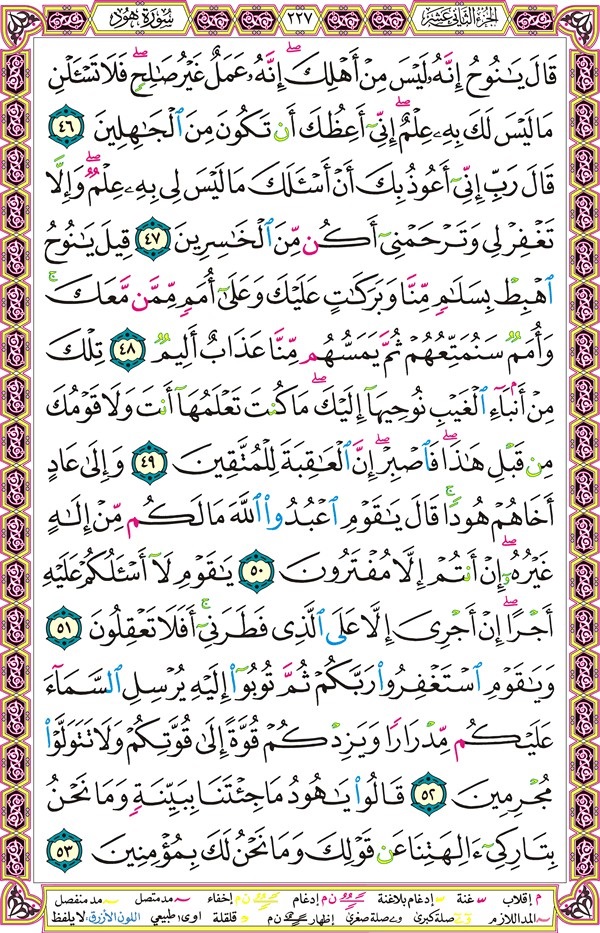 الجزء الثاني عشر
٢٢٧
سورة هود
قَالَ يَـٰنُوحُ إِنَّهُۥ لَيْسَ مِنْ أَهْلِكَ ۖ إِنَّهُۥ عَمَلٌ غَيْرُ صَـٰلِحٍ ۖ فَلَا تَسْـَٔلْنِ
مَا لَيْسَ لَكَ بِهِۦ عِلْمٌ ۖ إِنِّىٓ أَعِظُكَ أَن تَكُونَ مِنَ ٱلْجَـٰهِلِينَ ٤٦
قَالَ رَبِّ إِنِّىٓ أَعُوذُ بِكَ أَنْ أَسْـَٔلَكَ مَا لَيْسَ لِى بِهِۦ عِلْمٌ ۖ وَإِلَّا
تَغْفِرْ لِى وَتَرْحَمْنِىٓ أَكُن مِّنَ ٱلْخَـٰسِرِينَ ٤٧ قِيلَ يَـٰنُوحُ
ٱهْبِطْ بِسَلَـٰمٍ مِّنَّا وَبَرَكَـٰتٍ عَلَيْكَ وَعَلَىٰٓ أُمَمٍ مِّمَّن مَّعَكَ ۚ
وَأُمَمٌ سَنُمَتِّعُهُمْ ثُمَّ يَمَسُّهُم مِّنَّا عَذَابٌ أَلِيمٌ ٤٨ تِلْكَ
مِنْ أَنۢبَآءِ ٱلْغَيْبِ نُوحِيهَآ إِلَيْكَ ۖ مَا كُنتَ تَعْلَمُهَآ أَنتَ وَلَا قَوْمُكَ
مِن قَبْلِ هَـٰذَا ۖ فَٱصْبِرْ ۖ إِنَّ ٱلْعَـٰقِبَةَ لِلْمُتَّقِينَ ٤٩ وَإِلَىٰ عَادٍ
أَخَاهُمْ هُودًا ۚ قَالَ يَـٰقَوْمِ ٱعْبُدُوا۟ ٱللَّهَ مَا لَكُم مِّنْ إِلَـٰهٍ
غَيْرُهُۥٓ ۖ إِنْ أَنتُمْ إِلَّا مُفْتَرُونَ ٥٠ يَـٰقَوْمِ لَآ أَسْـَٔلُكُمْ عَلَيْهِ
أَجْرًا ۖ إِنْ أَجْرِىَ إِلَّا عَلَى ٱلَّذِى فَطَرَنِىٓ ۚ أَفَلَا تَعْقِلُونَ ٥١
وَيَـٰقَوْمِ ٱسْتَغْفِرُوا۟ رَبَّكُمْ ثُمَّ تُوبُوٓا۟ إِلَيْهِ يُرْسِلِ ٱلسَّمَآءَ
عَلَيْكُم مِّدْرَارًا وَيَزِدْكُمْ قُوَّةً إِلَىٰ قُوَّتِكُمْ وَلَا تَتَوَلَّوْا۟
مُجْرِمِينَ ٥٢ قَالُوا۟ يَـٰهُودُ مَا جِئْتَنَا بِبَيِّنَةٍ وَمَا نَحْنُ
بِتَارِكِىٓ ءَالِهَتِنَا عَن قَوْلِكَ وَمَا نَحْنُ لَكَ بِمُؤْمِنِينَ ٥٣
م إقلاب غنة إدغام بلاغنة ن م إدغام إخفاء مد متصل مد منفصل
المد اللازم صلة كبرى صلة صغرى إظهار ن م قلقلة اوى: طبيعي اللون الأزرق: لا يلفظ